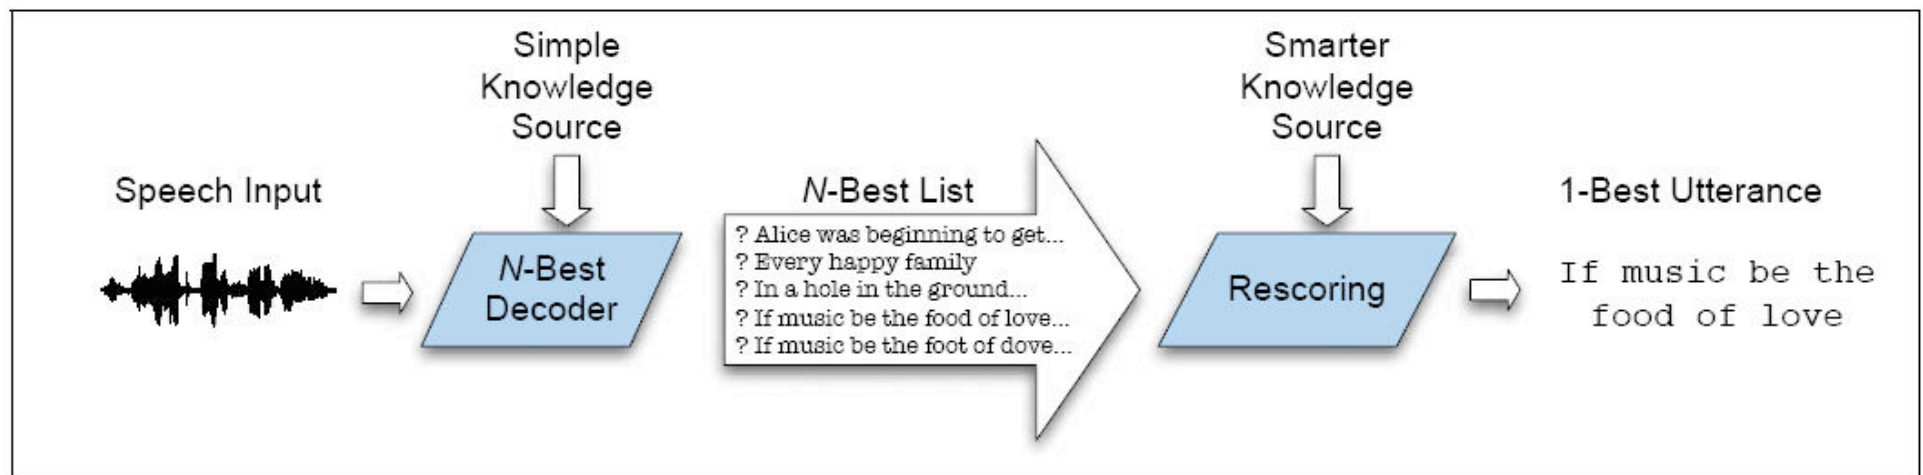 Simple
Knowledge
Source
Smarter
Knowledge
Source
Speech Input
N-Best List
1-Best Utterance
N-Best
Decoder
? Alice was beginning to get...
? Every happy family
? In a hole in the ground...
? If music be the food of love...
? If music be the foot of dove...
Rescoring
If music be the
food of love